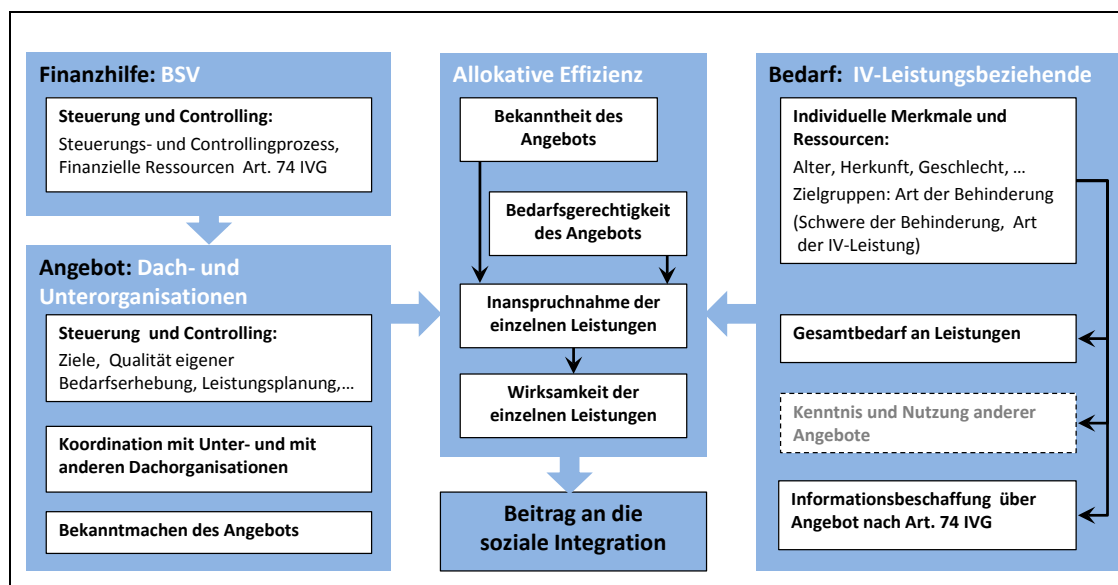 Finanzhilfe: BSV
Steuerung und Controlling:
Steuerungs- und Controllingprozess,
Finanzielle Ressourcen Art. 74 IVG
Angebot: Dach- und
Unterorganisationen
Steuerung und Controlling:
Ziele, Qualität eigener
Bedarfserhebung, Leistungsplanung,...
Koordination mit Unter- und mit
anderen Dachorganisationen
Bekanntmachen des Angebots
Allokative Effizienz
Bekanntheit des
Angebots
Bedarfsgerechtigkeit
des Angebots
Inanspruchnahme der
einzelnen Leistungen
Wirksamkeit der
einzelnen Leistungen
Beitrag an die
soziale Integration
Bedarf: IV-Leistungsbeziehende
Individuelle Merkmale und
Ressourcen:
Alter, Herkunft, Geschlecht, ...
Zielgruppen: Art der Behinderung
(Schwere der Behinderung, Art
der IV-Leistung)
Gesamtbedarf an Leistungen
Kenntnis und Nutzung anderer
Angebote
Informationsbeschaffung über
Angebot nach Art. 74 IVG